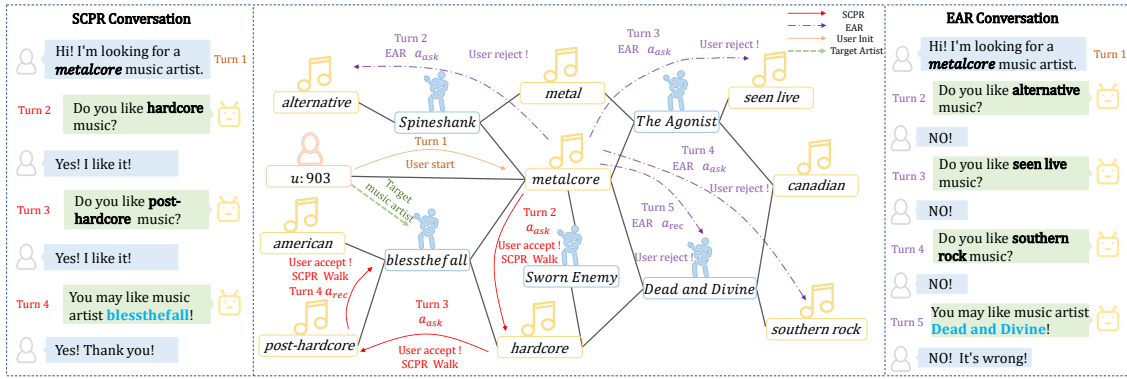 SCPR Conversation
Hi! I'm looking for a
metalcore music artist.
Turn 1
Turn 2
Do you like hardcore
music?
Yes! I like it!
Turn 3
Do you like post-
hardcore music?
Yes! I like it!
Turn 4
You may like music
artist blessthefall!
Yes! Thank you!
SCPR
EAR
User Init
Target Artist
Turn 2
EAR a_ask
User reject !
Turn 3
EAR a_ask
User reject !
alternative
metal
seen live
Spineshank
The Agonist
Turn 1
User start
Turn 4
EAR a_ask
User reject !
u: 903
metalcore
canadian
Target
music artist
Turn 5
EAR a_rec
User reject !
Turn 2
a_ask
User accept !
SCPR Walk
american
blessthefall
Sworn Enemy
Dead and Divine
User accept !
SCPR Walk
Turn 4 a_rec
Turn 3
a_ask
User accept !
SCPR Walk
post-hardcore
hardcore
southern rock
EAR Conversation
Hi! I'm looking for a
metalcore music artist.
Turn 1
Turn 2
Do you like alternative
music?
NO!
Turn 3
Do you like seen live
music?
NO!
Turn 4
Do you like southern
rock music?
NO!
Turn 5
You may like music artist
Dead and Divine!
NO! It's wrong!